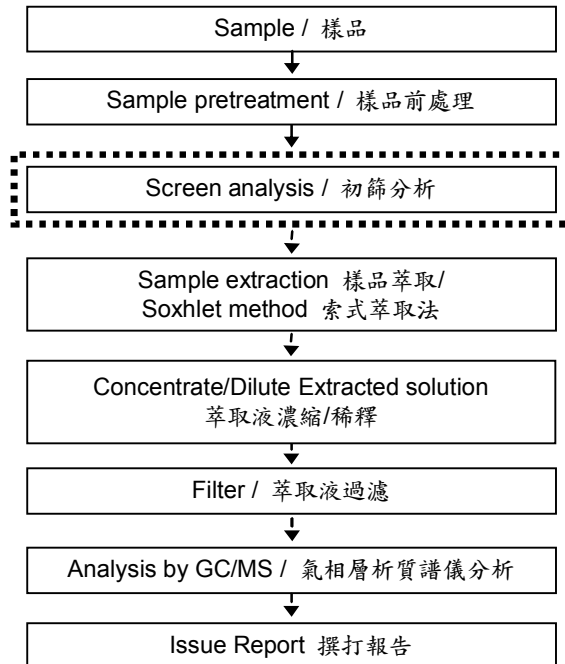 Sample / 樣品
Sample pretreatment / 樣品前處理
Screen analysis / 初篩分析
Sample extraction 樣品萃取/
Soxhlet method 索式萃取法
Concentrate/Dilute Extracted solution
萃取液濃縮/稀釋
Filter / 萃取液過濾
Analysis by GC/MS / 氣相層析質譜儀分析
Issue Report 撰打報告